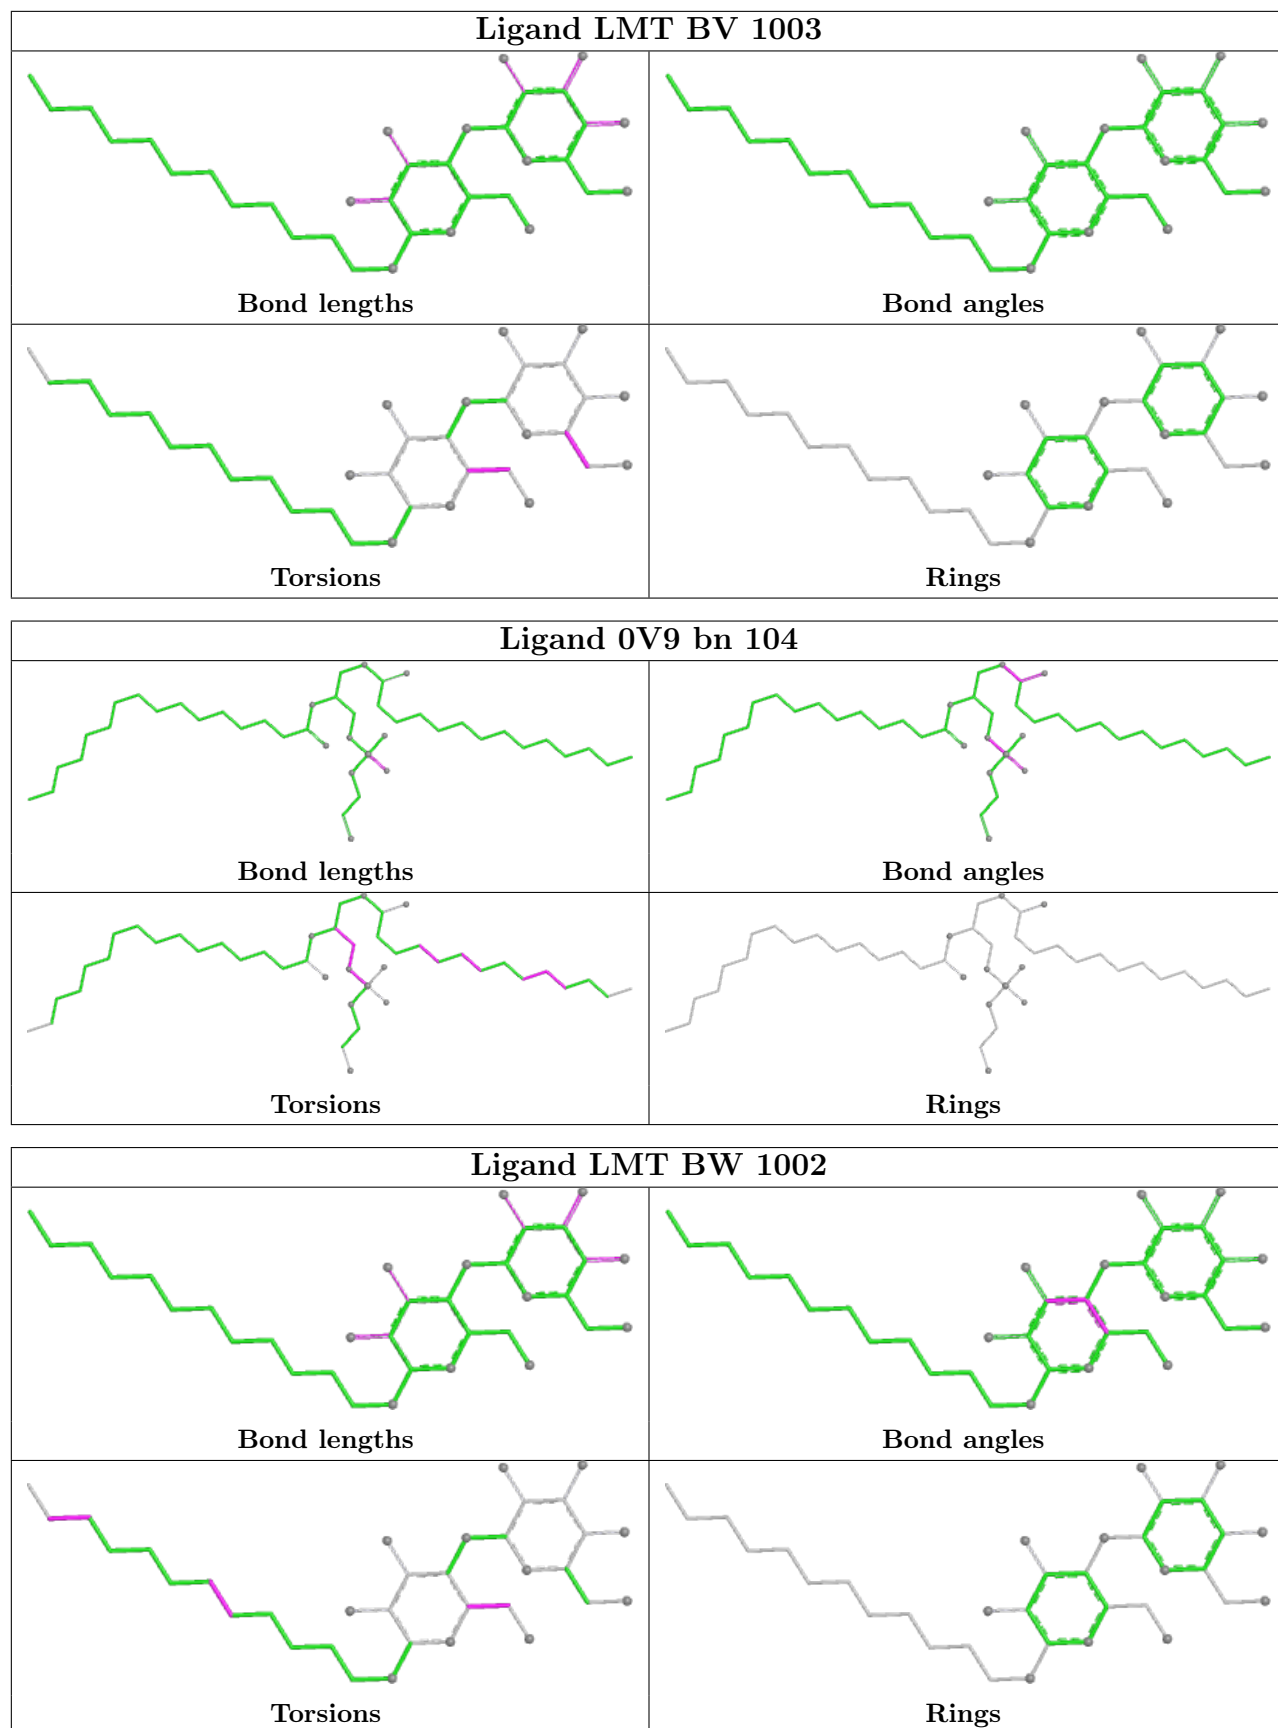 Ligand LMT BV 1003
Bond lengths
Bond angles
Torsions
Rings
Ligand 0V9 bn 104
Bond lengths
Bond angles
Torsions
Rings
Ligand LMT BW 1002
Bond lengths
Bond angles
Torsions
Rings